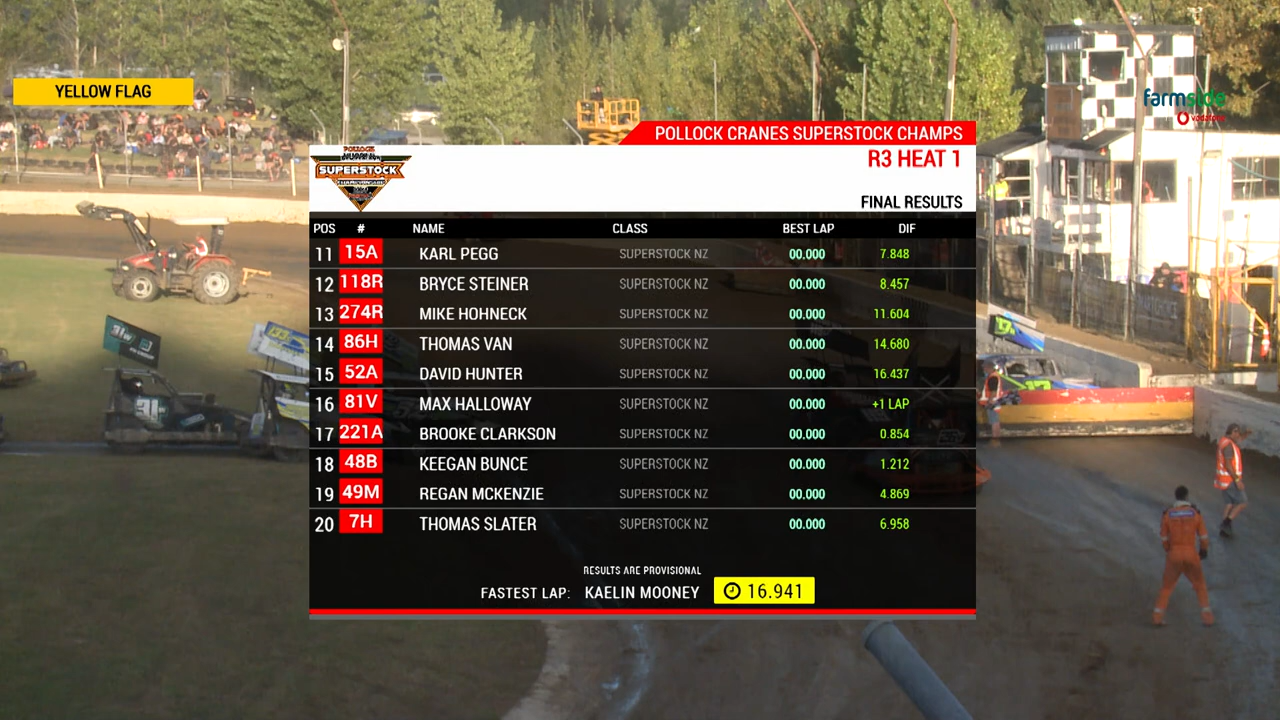 YELLOW FLAG
farmside
vodafone
POLLOCK CRANES SUPERSTOCK CHAMPS
SUPERSTOCK
R3 HEAT 1
FINAL RESULTS
POS # NAME CLASS BEST LAP DIF
11 15A KARL PEGG SUPERSTOCK NZ 00.000 7.848
12 118R BRYCE STEINER SUPERSTOCK NZ 00.000 8.457
13 274R MIKE HOHNECK SUPERSTOCK NZ 00.000 11.604
14 86H THOMAS VAN SUPERSTOCK NZ 00.000 14.680
15 52A DAVID HUNTER SUPERSTOCK NZ 00.000 16.437
16 81V MAX HALLOWAY SUPERSTOCK NZ 00.000 +1 LAP
17 221A BROOKE CLARKSON SUPERSTOCK NZ 00.000 0.854
18 48B KEEGAN BUNCE SUPERSTOCK NZ 00.000 1.212
19 49M REGAN MCKENZIE SUPERSTOCK NZ 00.000 4.869
20 7H THOMAS SLATER SUPERSTOCK NZ 00.000 6.958
RESULTS ARE PROVISIONAL
FASTEST LAP: KAELIN MOONEY 16.941